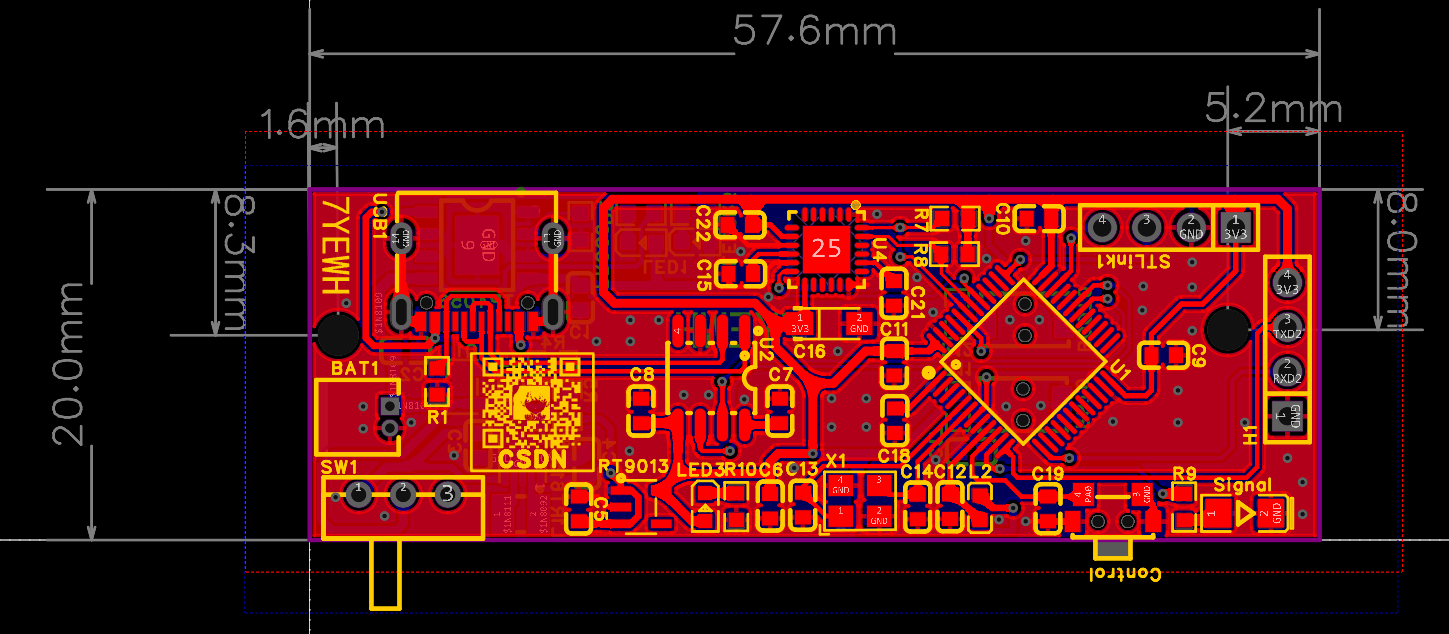 57.6mm
1.6mm
5.2mm
8.3mm
8.0mm
20.0mm
7YEWH
USB1
GND
9
GND
GND
LED1
C22
C15
25
U4
R7
R8
C10
4
3
2
GND
1
3V3
STLink1
C21
C11
1
3V3
2
GND
C16
4
U2
U1
C9
4
3V3
3
TXD2
2
RXD2
1
GND
H1
BAT1
R1
C8
C7
C18
CSDN
SW1
1
2
3
RT9013
C5
LED3
R10
C6
C13
X1
4
GND
3
1
2
GND
C14
C12
L2
C19
4
PA0
3
GND
Control
R9
Signal
1
2
GND